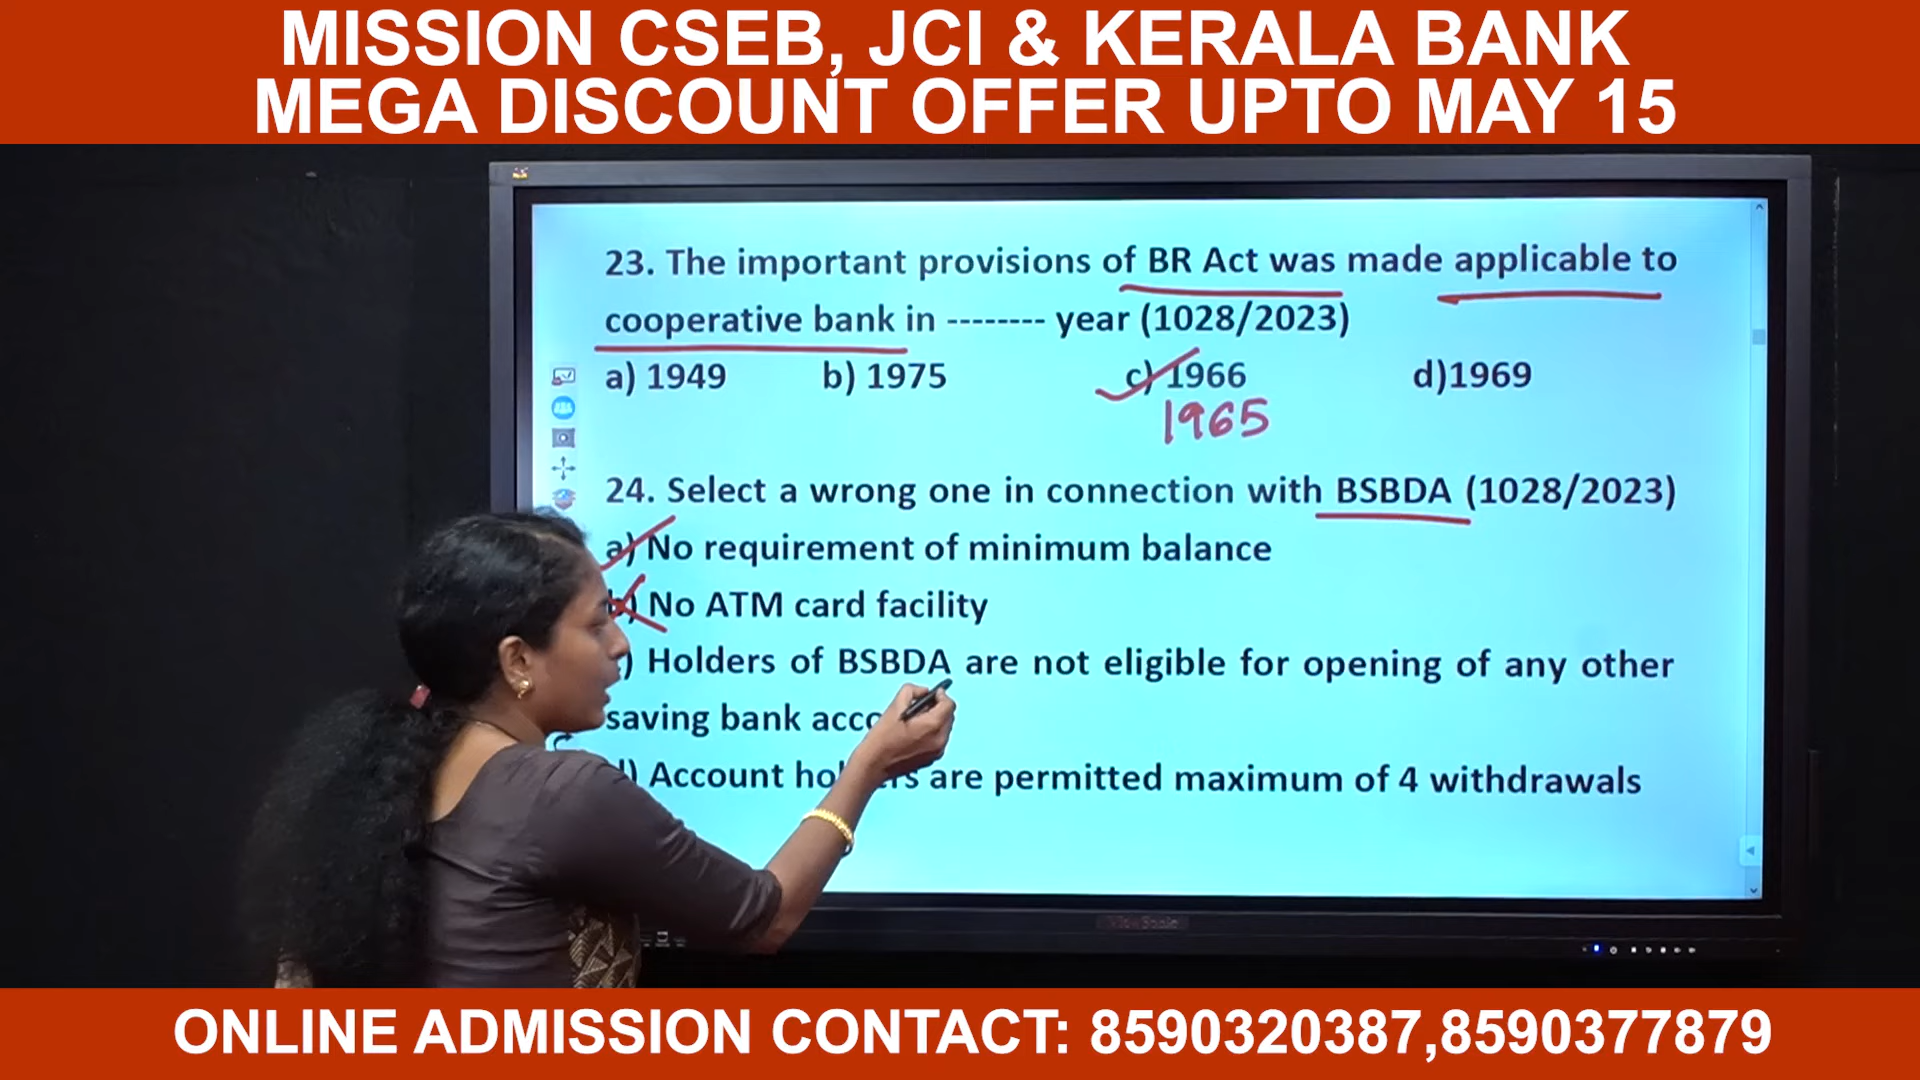 MISSION CSEB, JCI & KERALA BANK
MEGA DISCOUNT OFFER UPTO MAY 15
23. The important provisions of BR Act was made applicable to
cooperative bank in -------- year (1028/2023)
a) 1949 b) 1975 c) 1966 d)1969
1965
24. Select a wrong one in connection with BSBDA (1028/2023)
a) No requirement of minimum balance
b) No ATM card facility
) Holders of BSBDA are not eligible for opening of any other
saving bank
d) Account holders are permitted maximum of 4 withdrawals
ViewSonic
ONLINE ADMISSION CONTACT: 8590320387,8590377879